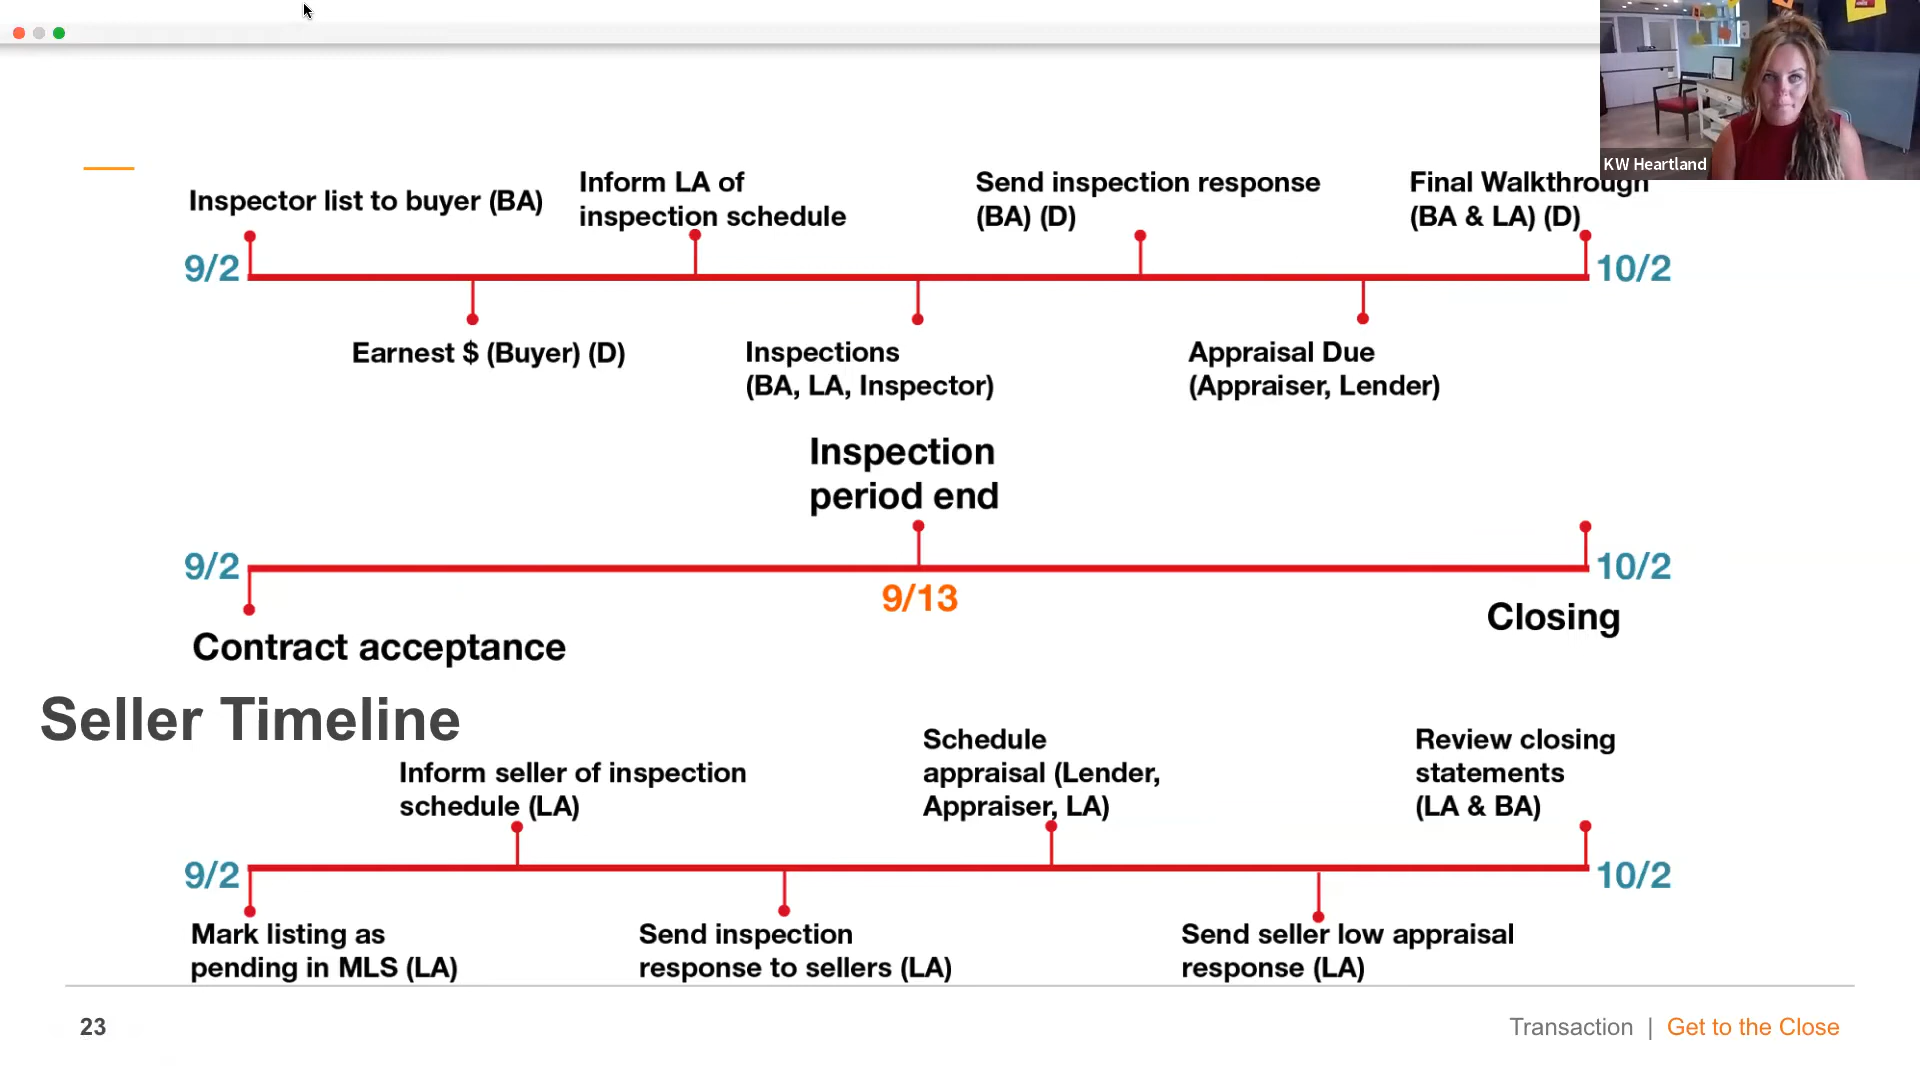 KW Heartland
Inspector list to buyer (BA)
Inform LA of
inspection schedule
Send inspection response
(BA) (D)
Final Walkthrough
(BA & LA) (D)
9/2
10/2
Earnest $ (Buyer) (D)
Inspections
(BA, LA, Inspector)
Appraisal Due
(Appraiser, Lender)
Inspection
period end
9/2
10/2
9/13
Contract acceptance
Closing
Seller Timeline
Inform seller of inspection
schedule (LA)
Schedule
appraisal (Lender,
Appraiser, LA)
Review closing
statements
(LA & BA)
9/2
10/2
Mark listing as
pending in MLS (LA)
Send inspection
response to sellers (LA)
Send seller low appraisal
response (LA)
23
Transaction | Get to the Close